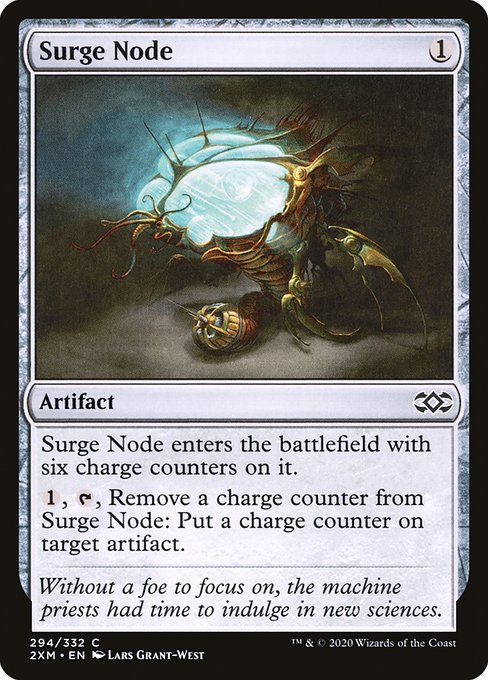 Surge Node 1
Artifact
Surge Node enters the battlefield with
six charge counters on it.
1, , Remove a charge counter from
Surge Node: Put a charge counter on
target artifact.
Without a foe to focus on, the machine
priests had time to indulge in new sciences.
294/332 C ™ & © 2020 Wizards of the Coast
2XM • EN Lars Grant-West